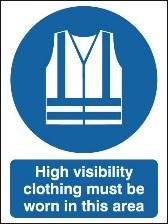 High visibility
clothing must be
worn in this area